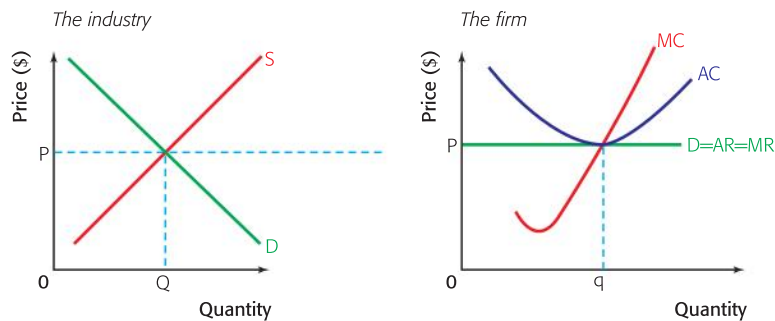 The industry
Price ($)
S
P
D
0
Q
Quantity
The firm
Price ($)
MC
AC
P
D=AR=MR
0
q
Quantity